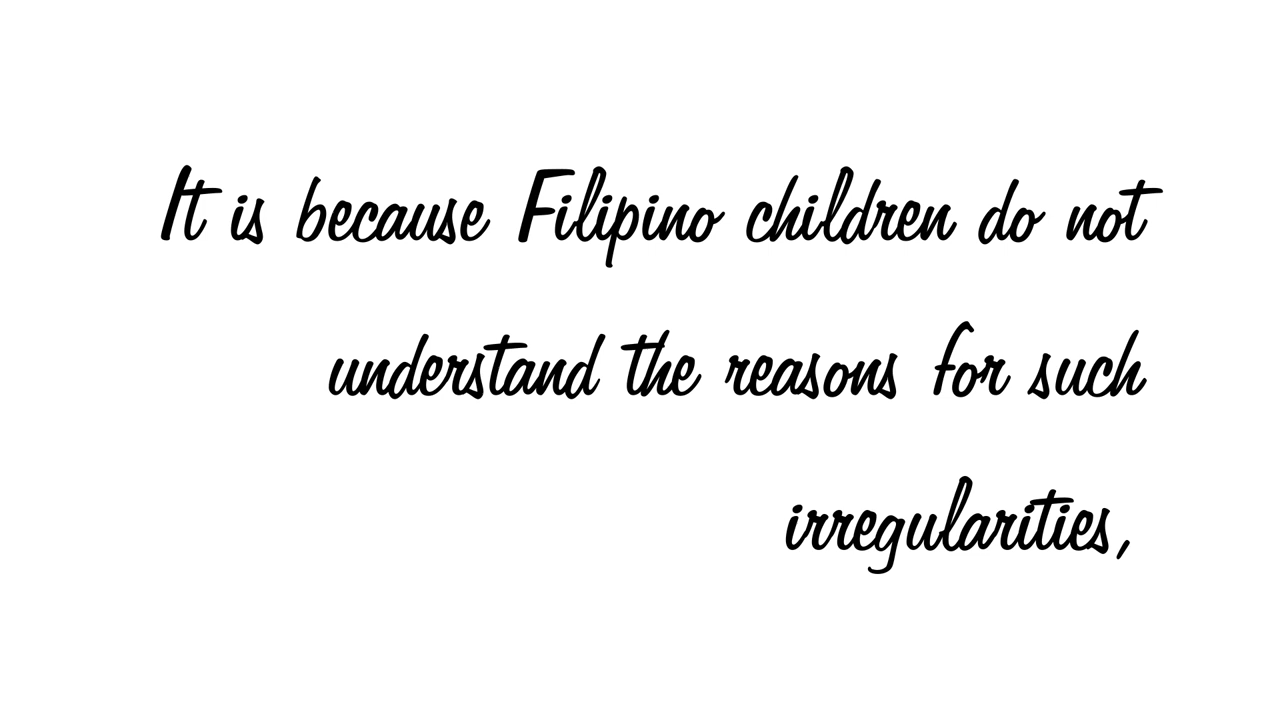 It is because Filipino children do not
understand the reasons for such
irregularities,